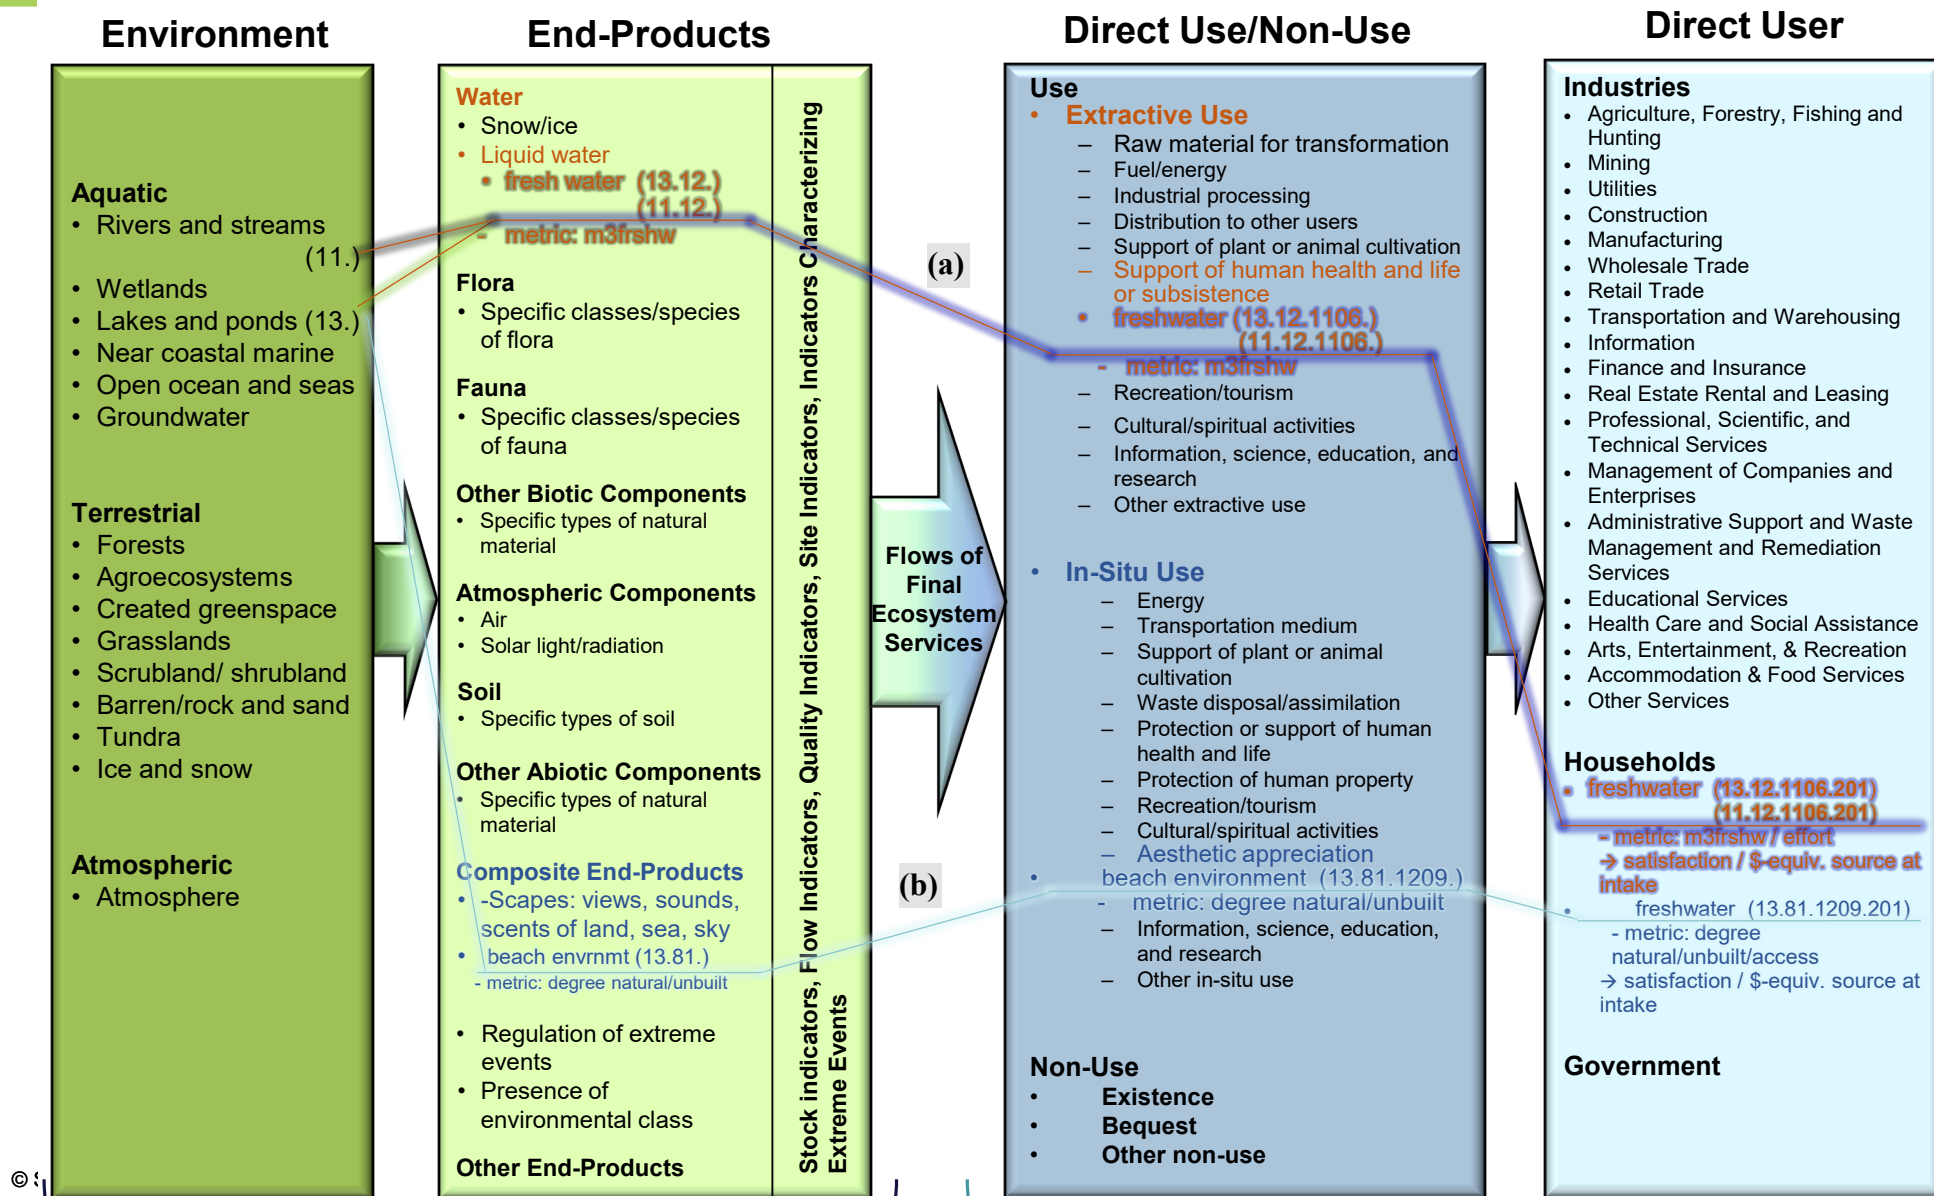 Environment
Aquatic
• Rivers and streams
(11.)
• Wetlands
• Lakes and ponds (13.)
• Near coastal marine
• Open ocean and seas
• Groundwater
Terrestrial
• Forests
• Agroecosystems
• Created greenspace
• Grasslands
• Scrubland/ shrubland
• Barren/rock and sand
• Tundra
• Ice and snow
Atmospheric
• Atmosphere
End-Products
Water
• Snow/ice
• Liquid water
• fresh water (13.12.)
(11.12.)
- metric: m3frshw
Flora
• Specific classes/species
of flora
Fauna
• Specific classes/species
of fauna
Other Biotic Components
• Specific types of natural
material
Atmospheric Components
• Air
• Solar light/radiation
Soil
• Specific types of soil
Other Abiotic Components
• Specific types of natural
material
Composite End-Products
• -Scapes: views, sounds,
scents of land, sea, sky
• beach envrnmt (13.81.)
- metric: degree natural/unbuilt
• Regulation of extreme
events
• Presence of
environmental class
Other End-Products
Stock indicators, Flow Indicators, Quality Indicators, Site Indicators, Indicators Characterizing
Extreme Events
(a)
Flows of
Final
Ecosystem
Services
(b)
Direct Use/Non-Use
Use
• Extractive Use
– Raw material for transformation
– Fuel/energy
– Industrial processing
– Distribution to other users
– Support of plant or animal cultivation
– Support of human health and life
or subsistence
• freshwater (13.12.1106.)
(11.12.1106.)
- metric: m3frshw
– Recreation/tourism
– Cultural/spiritual activities
– Information, science, education, and
research
– Other extractive use
• In-Situ Use
– Energy
– Transportation medium
– Support of plant or animal
cultivation
– Waste disposal/assimilation
– Protection or support of human
health and life
– Protection of human property
– Recreation/tourism
– Cultural/spiritual activities
– Aesthetic appreciation
• beach environment (13.81.1209.)
- metric: degree natural/unbuilt
– Information, science, education,
and research
– Other in-situ use
Non-Use
• Existence
• Bequest
• Other non-use
Direct User
Industries
• Agriculture, Forestry, Fishing and
Hunting
• Mining
• Utilities
• Construction
• Manufacturing
• Wholesale Trade
• Retail Trade
• Transportation and Warehousing
• Information
• Finance and Insurance
• Real Estate Rental and Leasing
• Professional, Scientific, and
Technical Services
• Management of Companies and
Enterprises
• Administrative Support and Waste
Management and Remediation
Services
• Educational Services
• Health Care and Social Assistance
• Arts, Entertainment, & Recreation
• Accommodation & Food Services
• Other Services
Households
• freshwater (13.12.1106.201)
(11.12.1106.201)
– metric: m3frshw / effort
→ satisfaction / $-equiv. source at
intake
• freshwater (13.81.1209.201)
- metric: degree
natural/unbuilt/access
→ satisfaction / $-equiv. source at
intake
Government
©